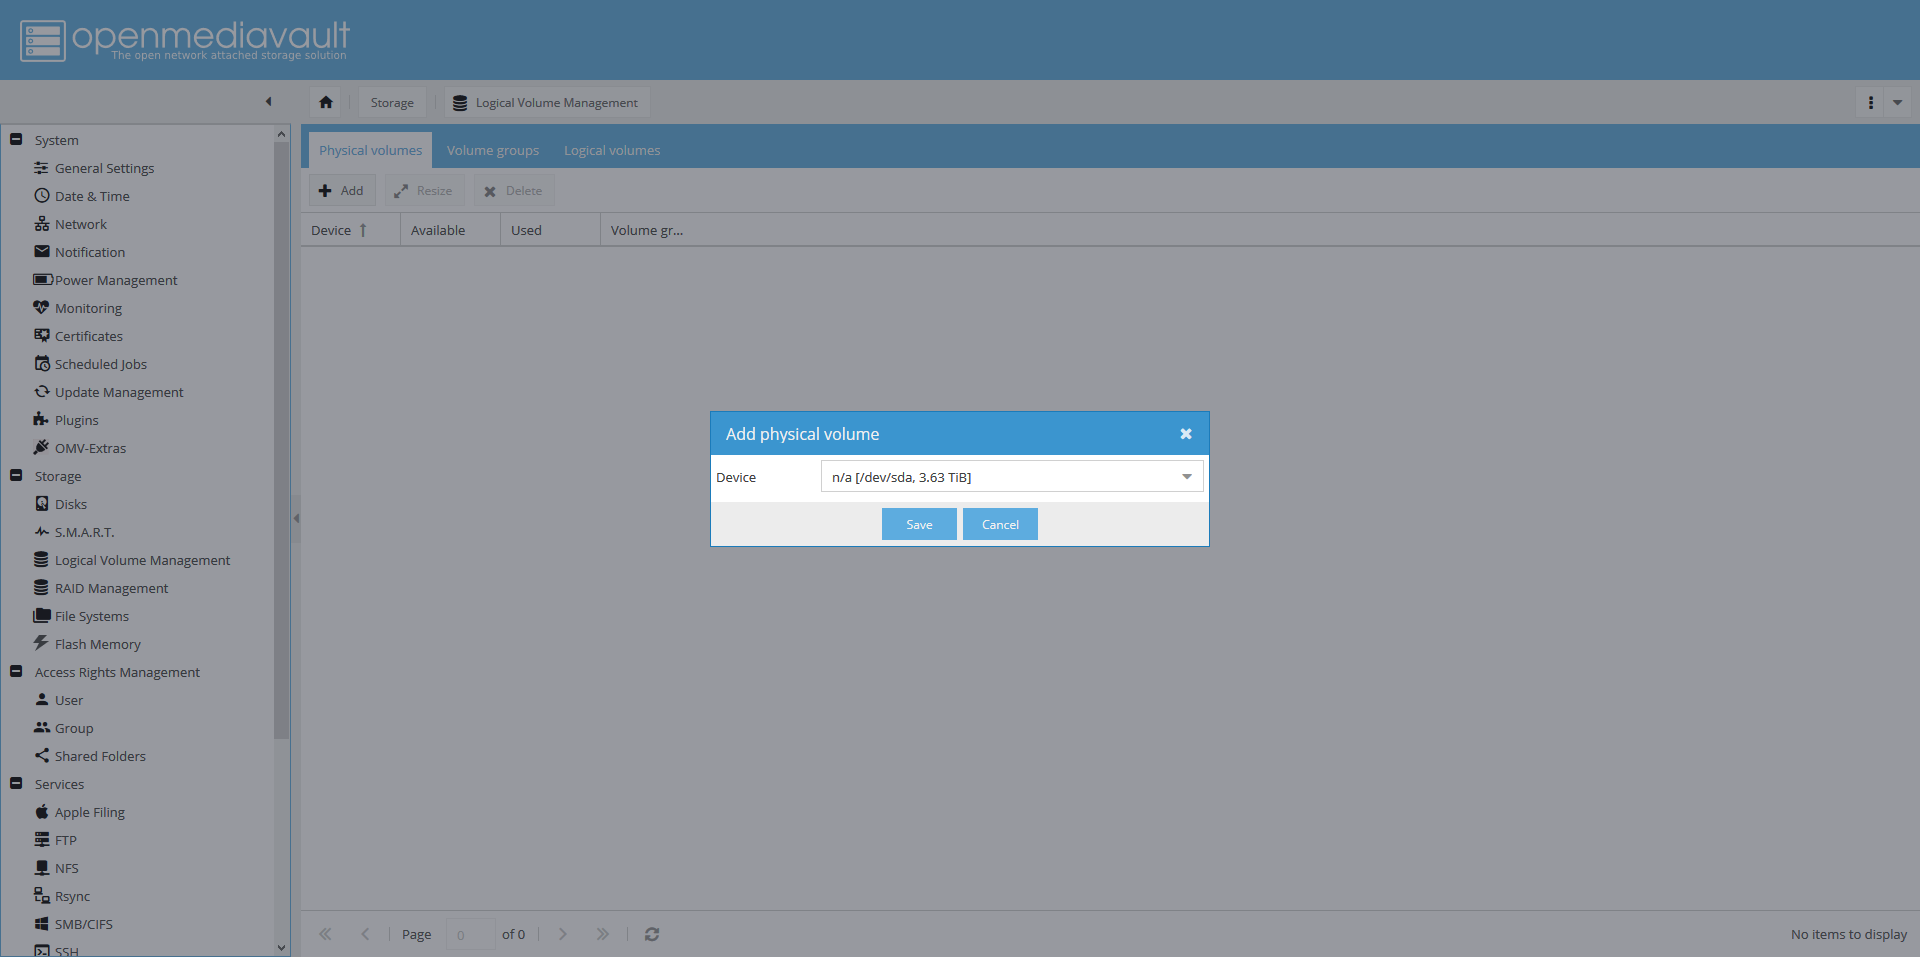 openmediavault
The open network attached storage solution
Storage
Logical Volume Management
System
General Settings
Date & Time
Network
Notification
Power Management
Monitoring
Certificates
Scheduled Jobs
Update Management
Plugins
OMV-Extras
Storage
Disks
S.M.A.R.T.
Logical Volume Management
RAID Management
File Systems
Flash Memory
Access Rights Management
User
Group
Shared Folders
Services
Apple Filing
FTP
NFS
Rsync
SMB/CIFS
SSH
Physical volumes Volume groups Logical volumes
Add Resize Delete
Device Available Used Volume gr...
Add physical volume
Device n/a [/dev/sda, 3.63 TiB]
Save Cancel
Page 0 of 0
No items to display